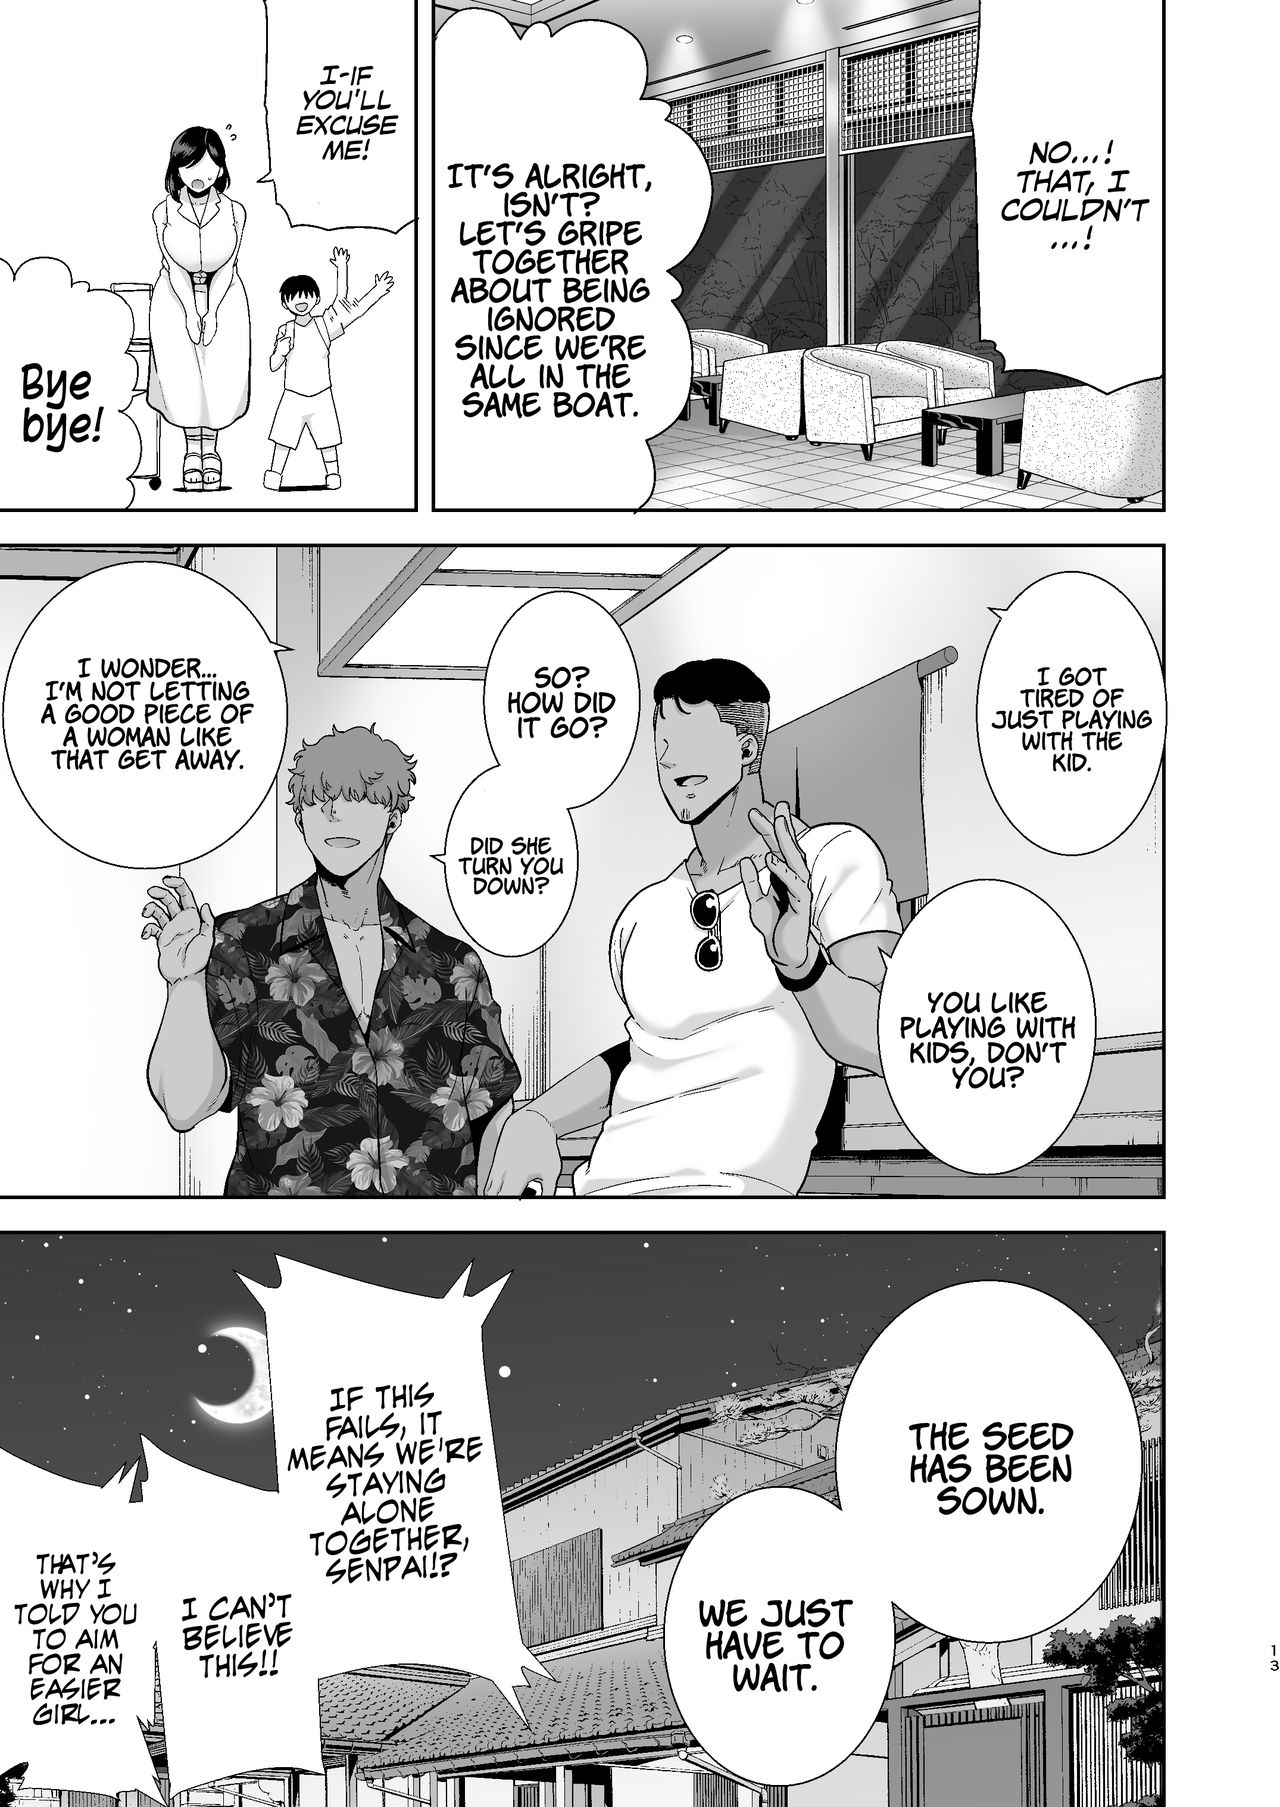 NO...!
THAT, I
COULDN'T
...!
IT'S ALRIGHT,
ISN'T?
LET'S GRIPE
TOGETHER
ABOUT BEING
IGNORED
SINCE WE'RE
ALL IN THE
SAME BOAT.
I-IF
YOU'LL
EXCUSE
ME!
Bye
bye!
I GOT
TIRED OF
JUST PLAYING
WITH THE
KID.
YOU LIKE
PLAYING WITH
KIDS, DON'T
YOU?
SO?
HOW DID
IT GO?
DID SHE
TURN YOU
DOWN?
I WONDER...
I'M NOT LETTING
A GOOD PIECE OF
A WOMAN LIKE
THAT GET AWAY.
THE SEED
HAS BEEN
SOWN.
WE JUST
HAVE TO
WAIT.
IF THIS
FAILS, IT
MEANS WE'RE
STAYING
ALONE
TOGETHER,
SENPAI!?
I CAN'T
BELIEVE
THIS!!
THAT'S
WHY I
TOLD YOU
TO AIM
FOR AN
EASIER
GIRL...
13